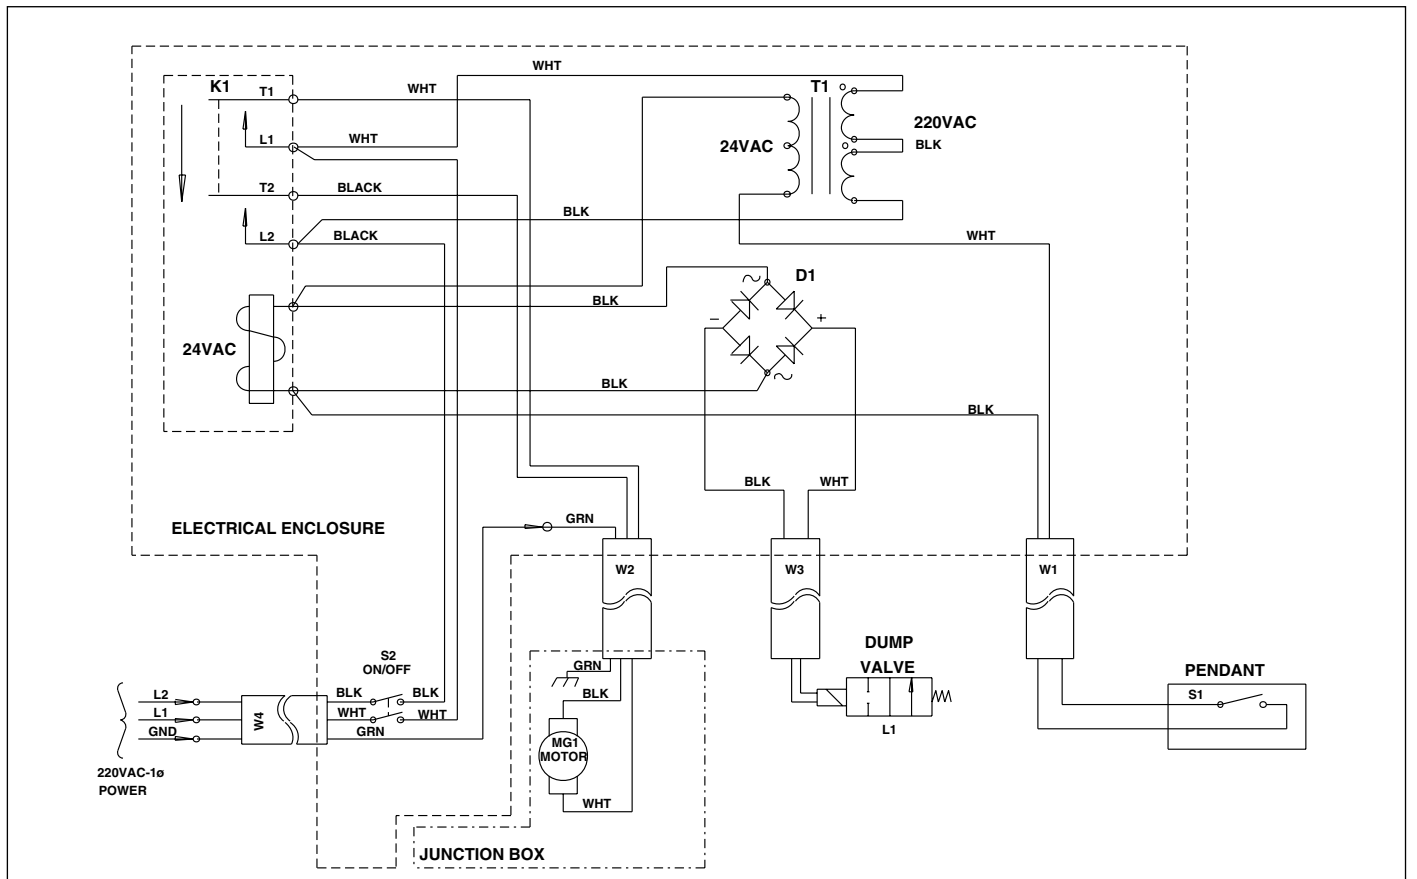 WHT
K1
T1
WHT
T1
220VAC
L1
WHT
24VAC
BLK
T2
BLACK
BLK
L2
BLACK
WHT
D1
BLK
24VAC
− +
BLK
BLK
BLK
WHT
GRN
ELECTRICAL ENCLOSURE
W2
W3
W1
DUMP
VALVE
S2
ON/OFF
GRN
PENDANT
L2
BLK
BLK
BLK
S1
L1
W4
WHT
WHT
GND
GRN
L1
MG1
MOTOR
220VAC-1ø
POWER
WHT
JUNCTION BOX